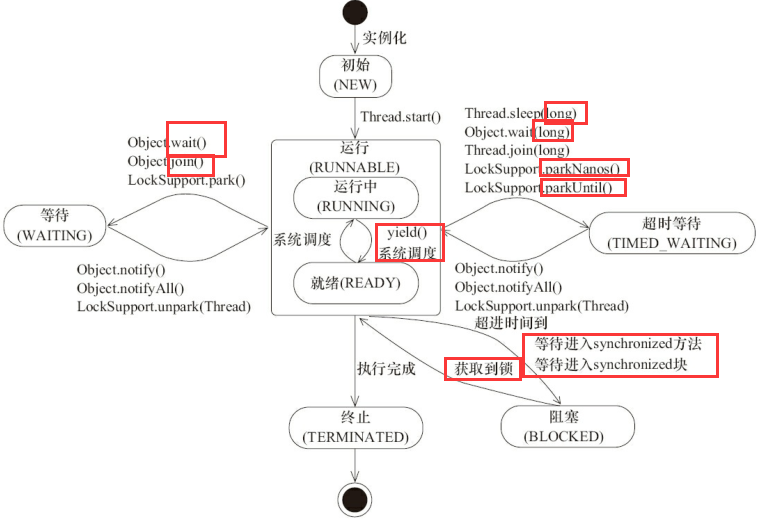 实例化
初始
(NEW)
Thread.start()
Object.wait()
Object.join()
LockSupport.park()
Thread.sleep(long)
Object.wait(long)
Thread.join(long)
LockSupport.parkNanos()
LockSupport.parkUntil()
运行
(RUNNABLE)
运行中
(RUNNING)
等待
(WAITING)
系统调度
yield()
系统调度
超时等待
(TIMED_WAITING)
就绪(READY)
Object.notify()
Object.notifyAll()
LockSupport.unpark(Thread)
Object.notify()
Object.notifyAll()
LockSupport.unpark(Thread)
超进时间到
等待进入synchronized方法
等待进入synchronized块
获取到锁
执行完成
终止
(TERMINATED)
阻塞
(BLOCKED)